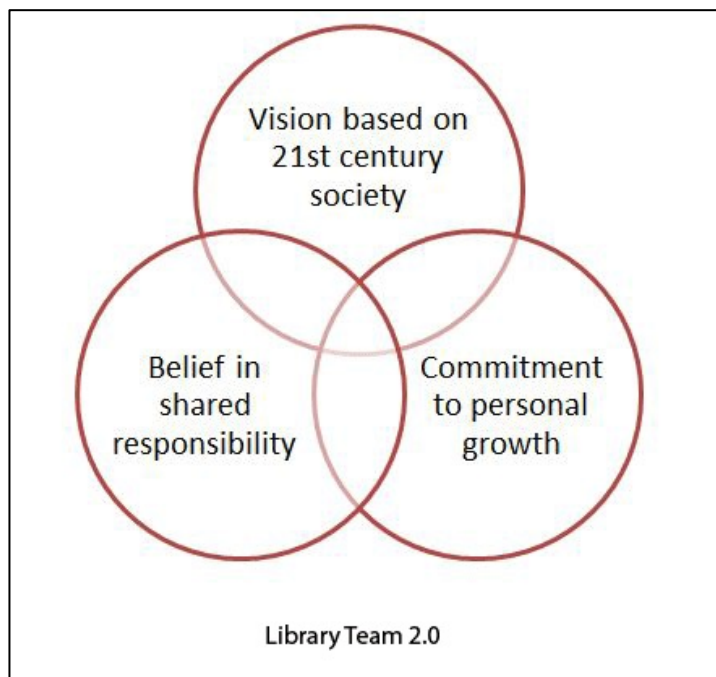 Vision based on
21st century
society
Belief in
shared
responsibility
Commitment
to personal
growth
Library Team 2.0